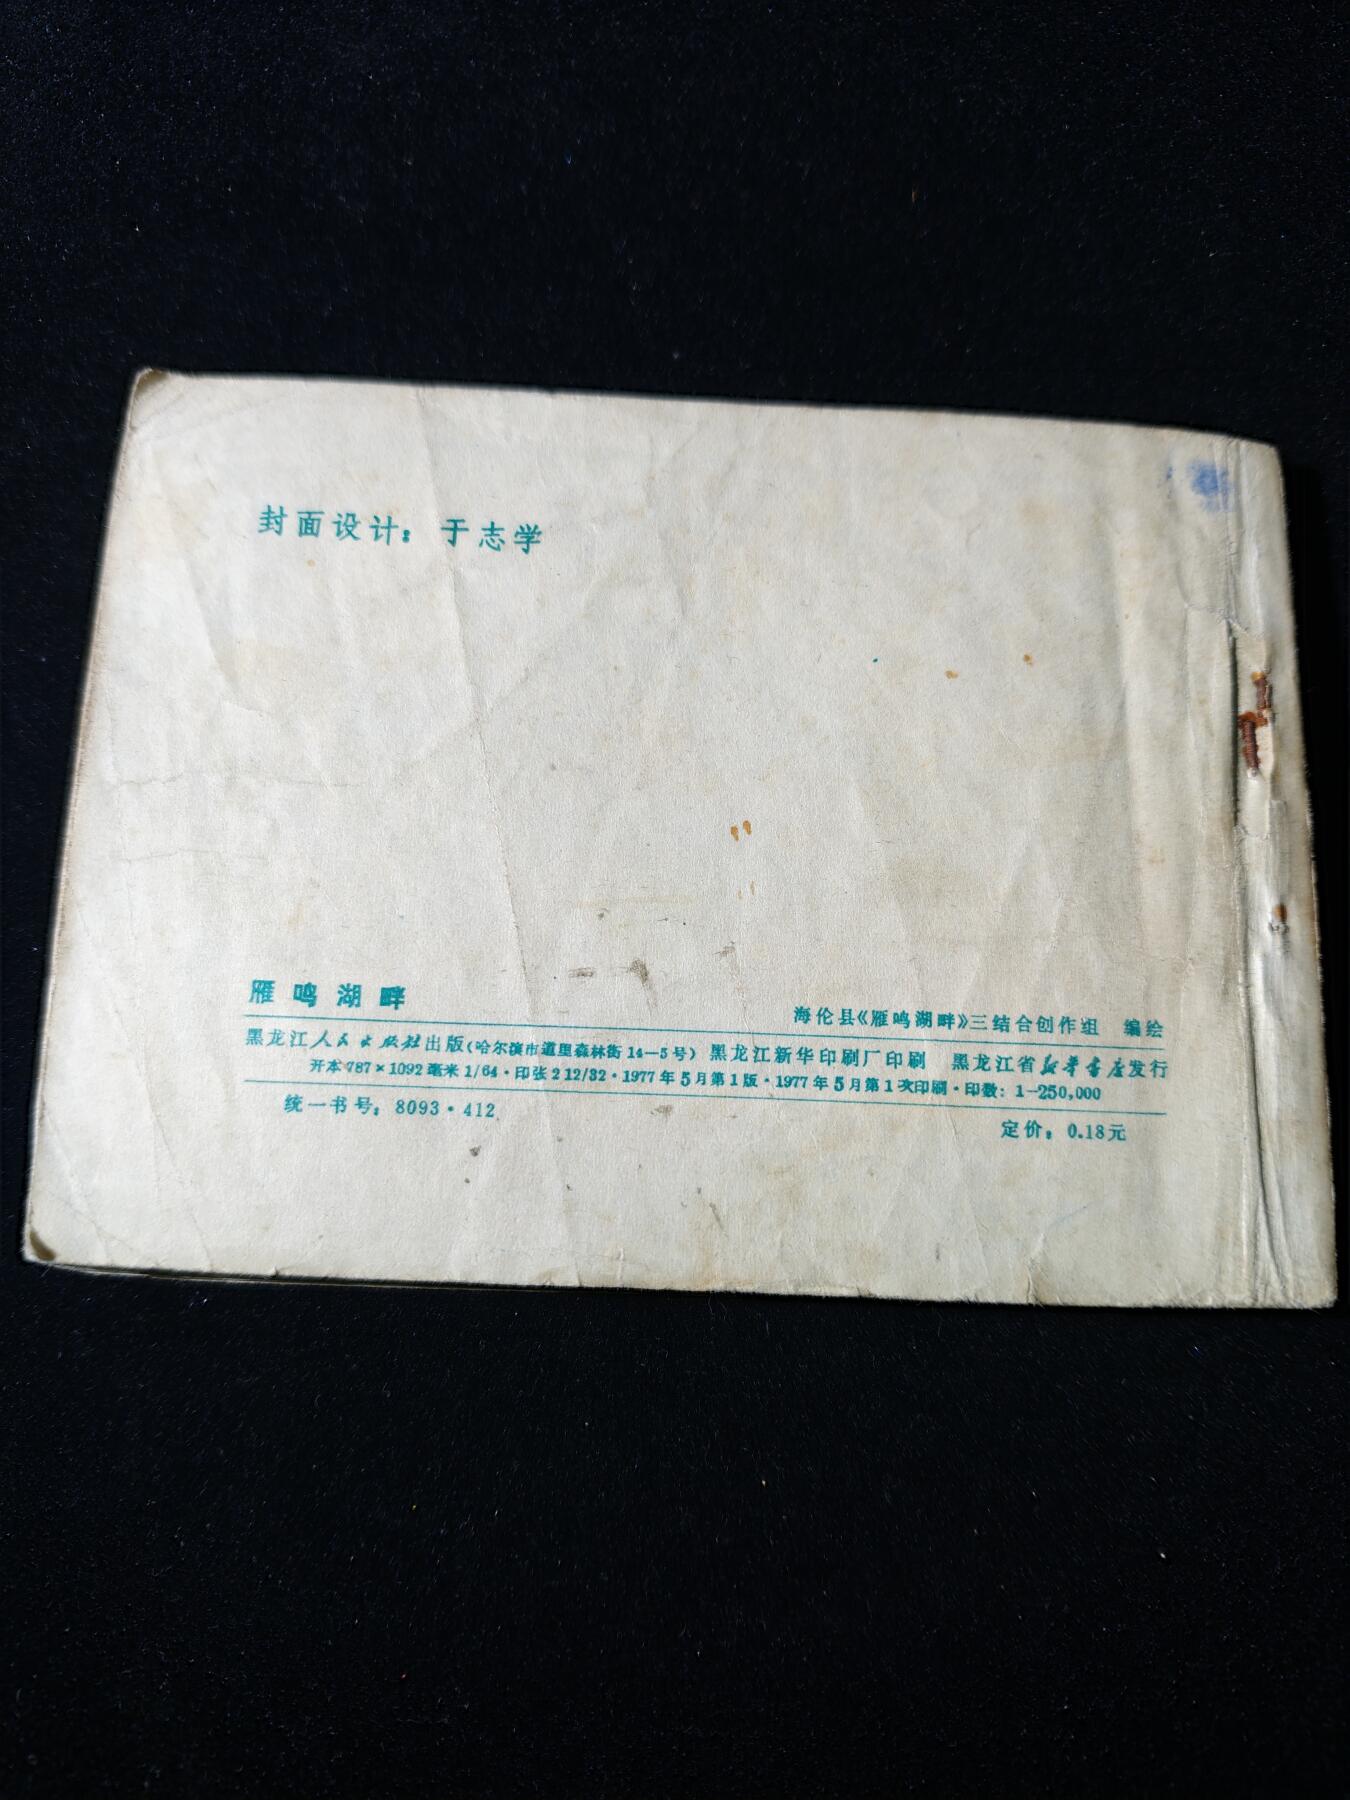 封面设计：于志学
雁鸣湖畔
海伦县《雁鸣湖畔》三结合创作组 编绘
黑龙江人民出版社出版（哈尔滨市道里森林街14—5号）黑龙江新华印刷厂印刷 黑龙江省新华书店发行
开本787×1092毫米1/64·印张2 12/32·1977年5月第1版·1977年5月第1次印刷·印数：1—250,000
统一书号：8093·412
定价：0.18元